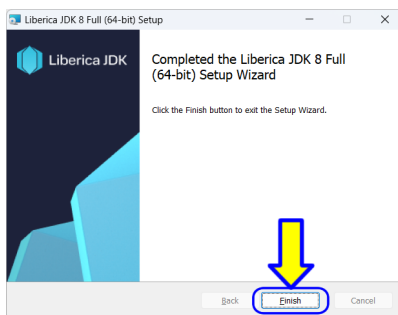 Liberica JDK 8 Full (64-bit) Setup
Liberica JDK
Completed the Liberica JDK 8 Full
(64-bit) Setup Wizard
Click the Finish button to exit the Setup Wizard.
Back Finish Cancel